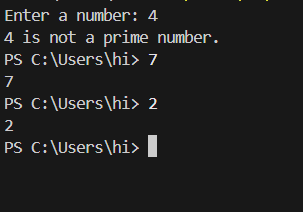 Enter a number: 4
4 is not a prime number.
PS C:\Users\hi> 7
7
PS C:\Users\hi> 2
2
PS C:\Users\hi>